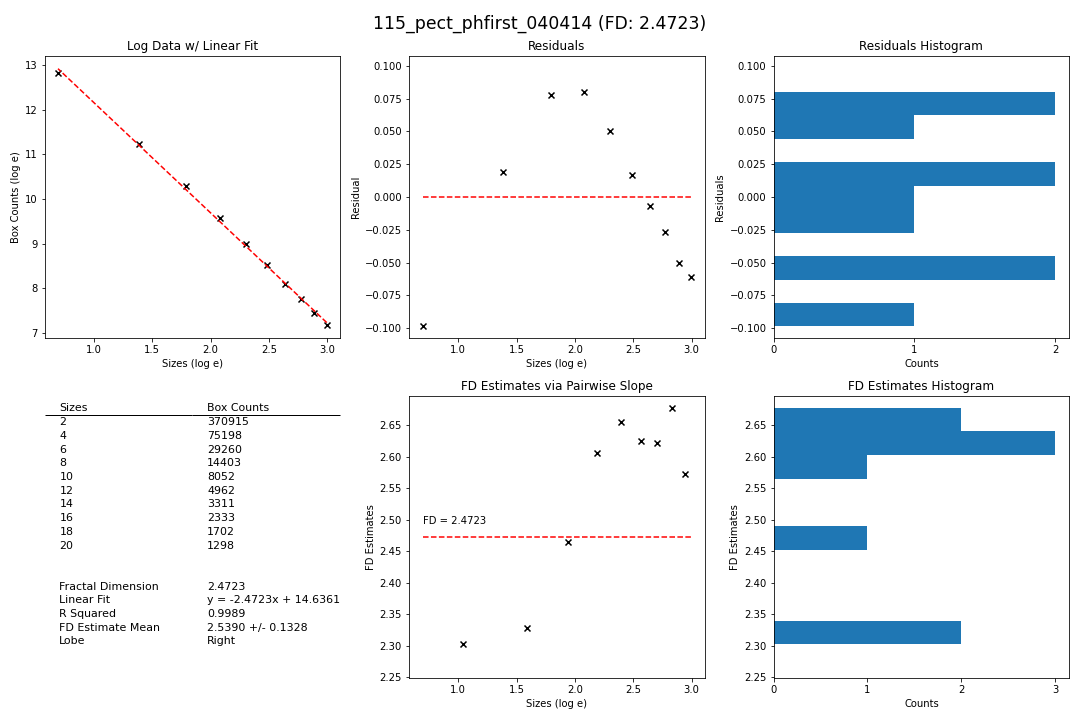 115_pect_phfirst_040414 (FD: 2.4723)
Log Data w/ Linear Fit
13
12
11
10
9
8
7
Box Counts (log e)
1.0 1.5 2.0 2.5 3.0
Sizes (log e)
Residuals
0.100
0.075
0.050
0.025
0.000
−0.025
−0.050
−0.075
−0.100
Residual
1.0 1.5 2.0 2.5 3.0
Sizes (log e)
Residuals Histogram
0.100
0.075
0.050
0.025
0.000
−0.025
−0.050
−0.075
−0.100
Residuals
0 1 2
Counts
Sizes Box Counts
2 370915
4 75198
6 29260
8 14403
10 8052
12 4962
14 3311
16 2333
18 1702
20 1298
Fractal Dimension 2.4723
Linear Fit y = -2.4723x + 14.6361
R Squared 0.9989
FD Estimate Mean 2.5390 +/- 0.1328
Lobe Right
FD Estimates via Pairwise Slope
2.65
2.60
2.55
2.50
2.45
2.40
2.35
2.30
2.25
FD Estimates
FD = 2.4723
1.0 1.5 2.0 2.5 3.0
Sizes (log e)
FD Estimates Histogram
2.65
2.60
2.55
2.50
2.45
2.40
2.35
2.30
2.25
FD Estimates
0 1 2 3
Counts